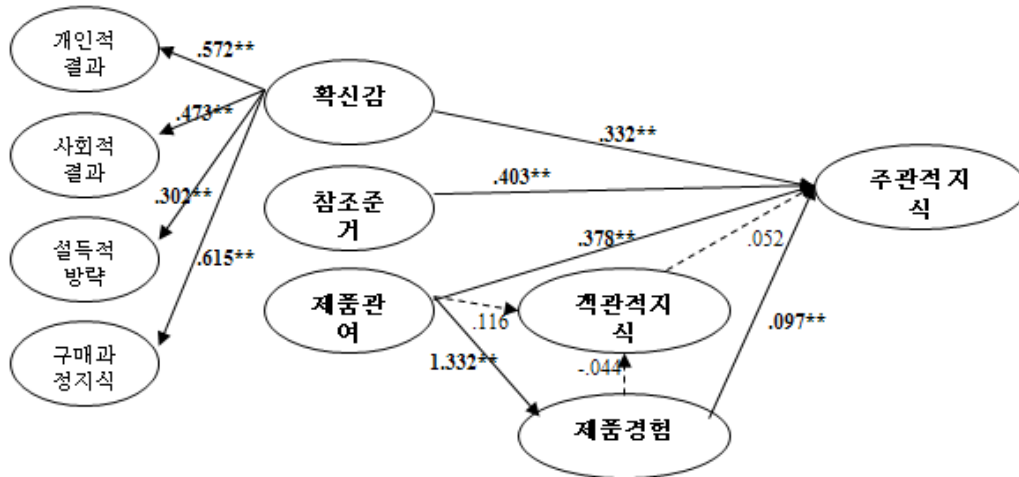 개인적
결과
.572**
확신감
사회적
결과
.473**
.332**
주관적 지
식
.302**
참조준
거
.403**
설득적
방략
.378**
.052
.615**
제품관
여
.116
객관적지
식
.097**
구매과
정지식
1.332**
-.044
제품경험